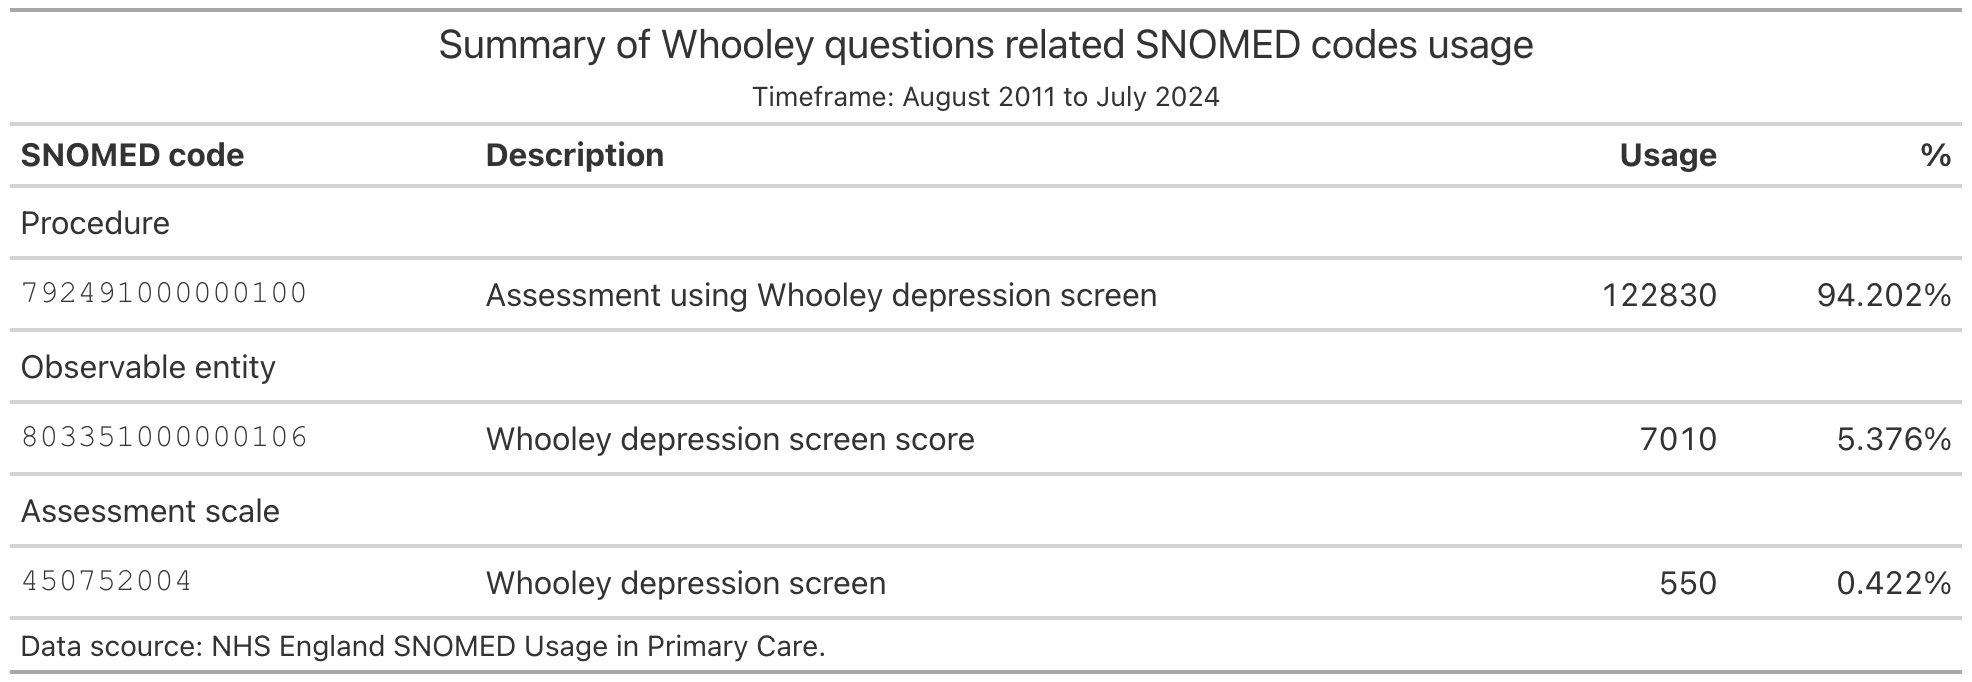 Summary of Whooley questions related SNOMED codes usage
Timeframe: August 2011 to July 2024
SNOMED code Description Usage %
Procedure
792491000000100 Assessment using Whooley depression screen 122830 94.202%
Observable entity
803351000000106 Whooley depression screen score 7010 5.376%
Assessment scale
450752004 Whooley depression screen 550 0.422%
Data scource: NHS England SNOMED Usage in Primary Care.